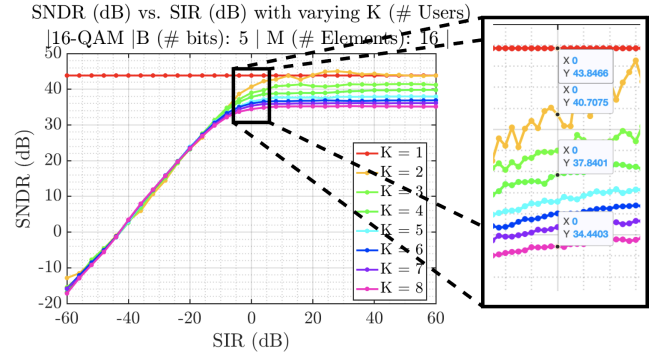 SNDR (dB) vs. SIR (dB) with varying K (# Users)
|16-QAM |B (# bits): 5 | M (# Elements): 16 |
50
40
30
20
10
0
-10
-20
SNDR (dB)
-60
-40
-20
0
20
40
60
SIR (dB)
K = 1
K = 2
K = 3
K = 4
K = 5
K = 6
K = 7
K = 8
X 0
Y 43.8466
X 0
Y 40.7075
X 0
Y 37.8401
X 0
Y 34.4403